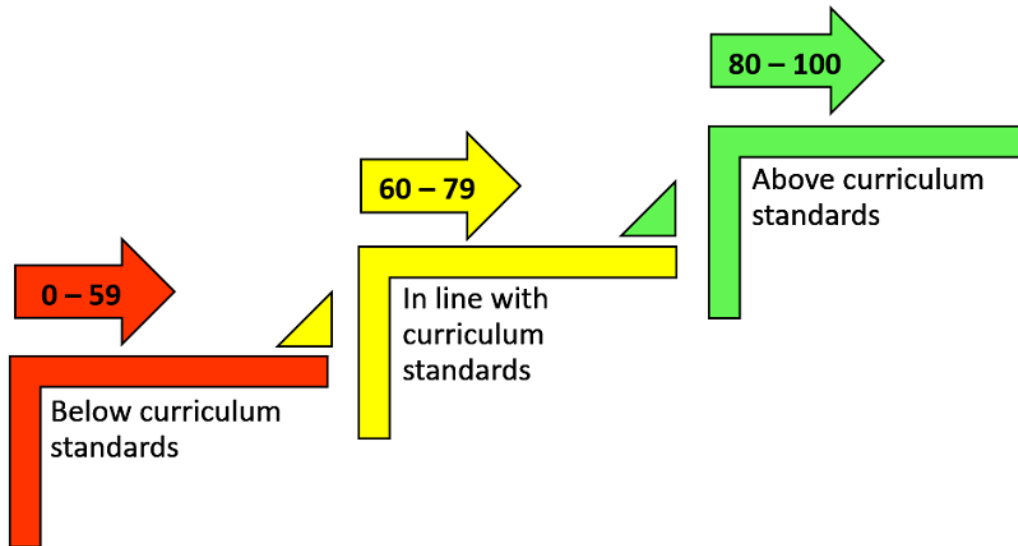 0 – 59
Below curriculum
standards
60 – 79
In line with
curriculum
standards
80 – 100
Above curriculum
standards